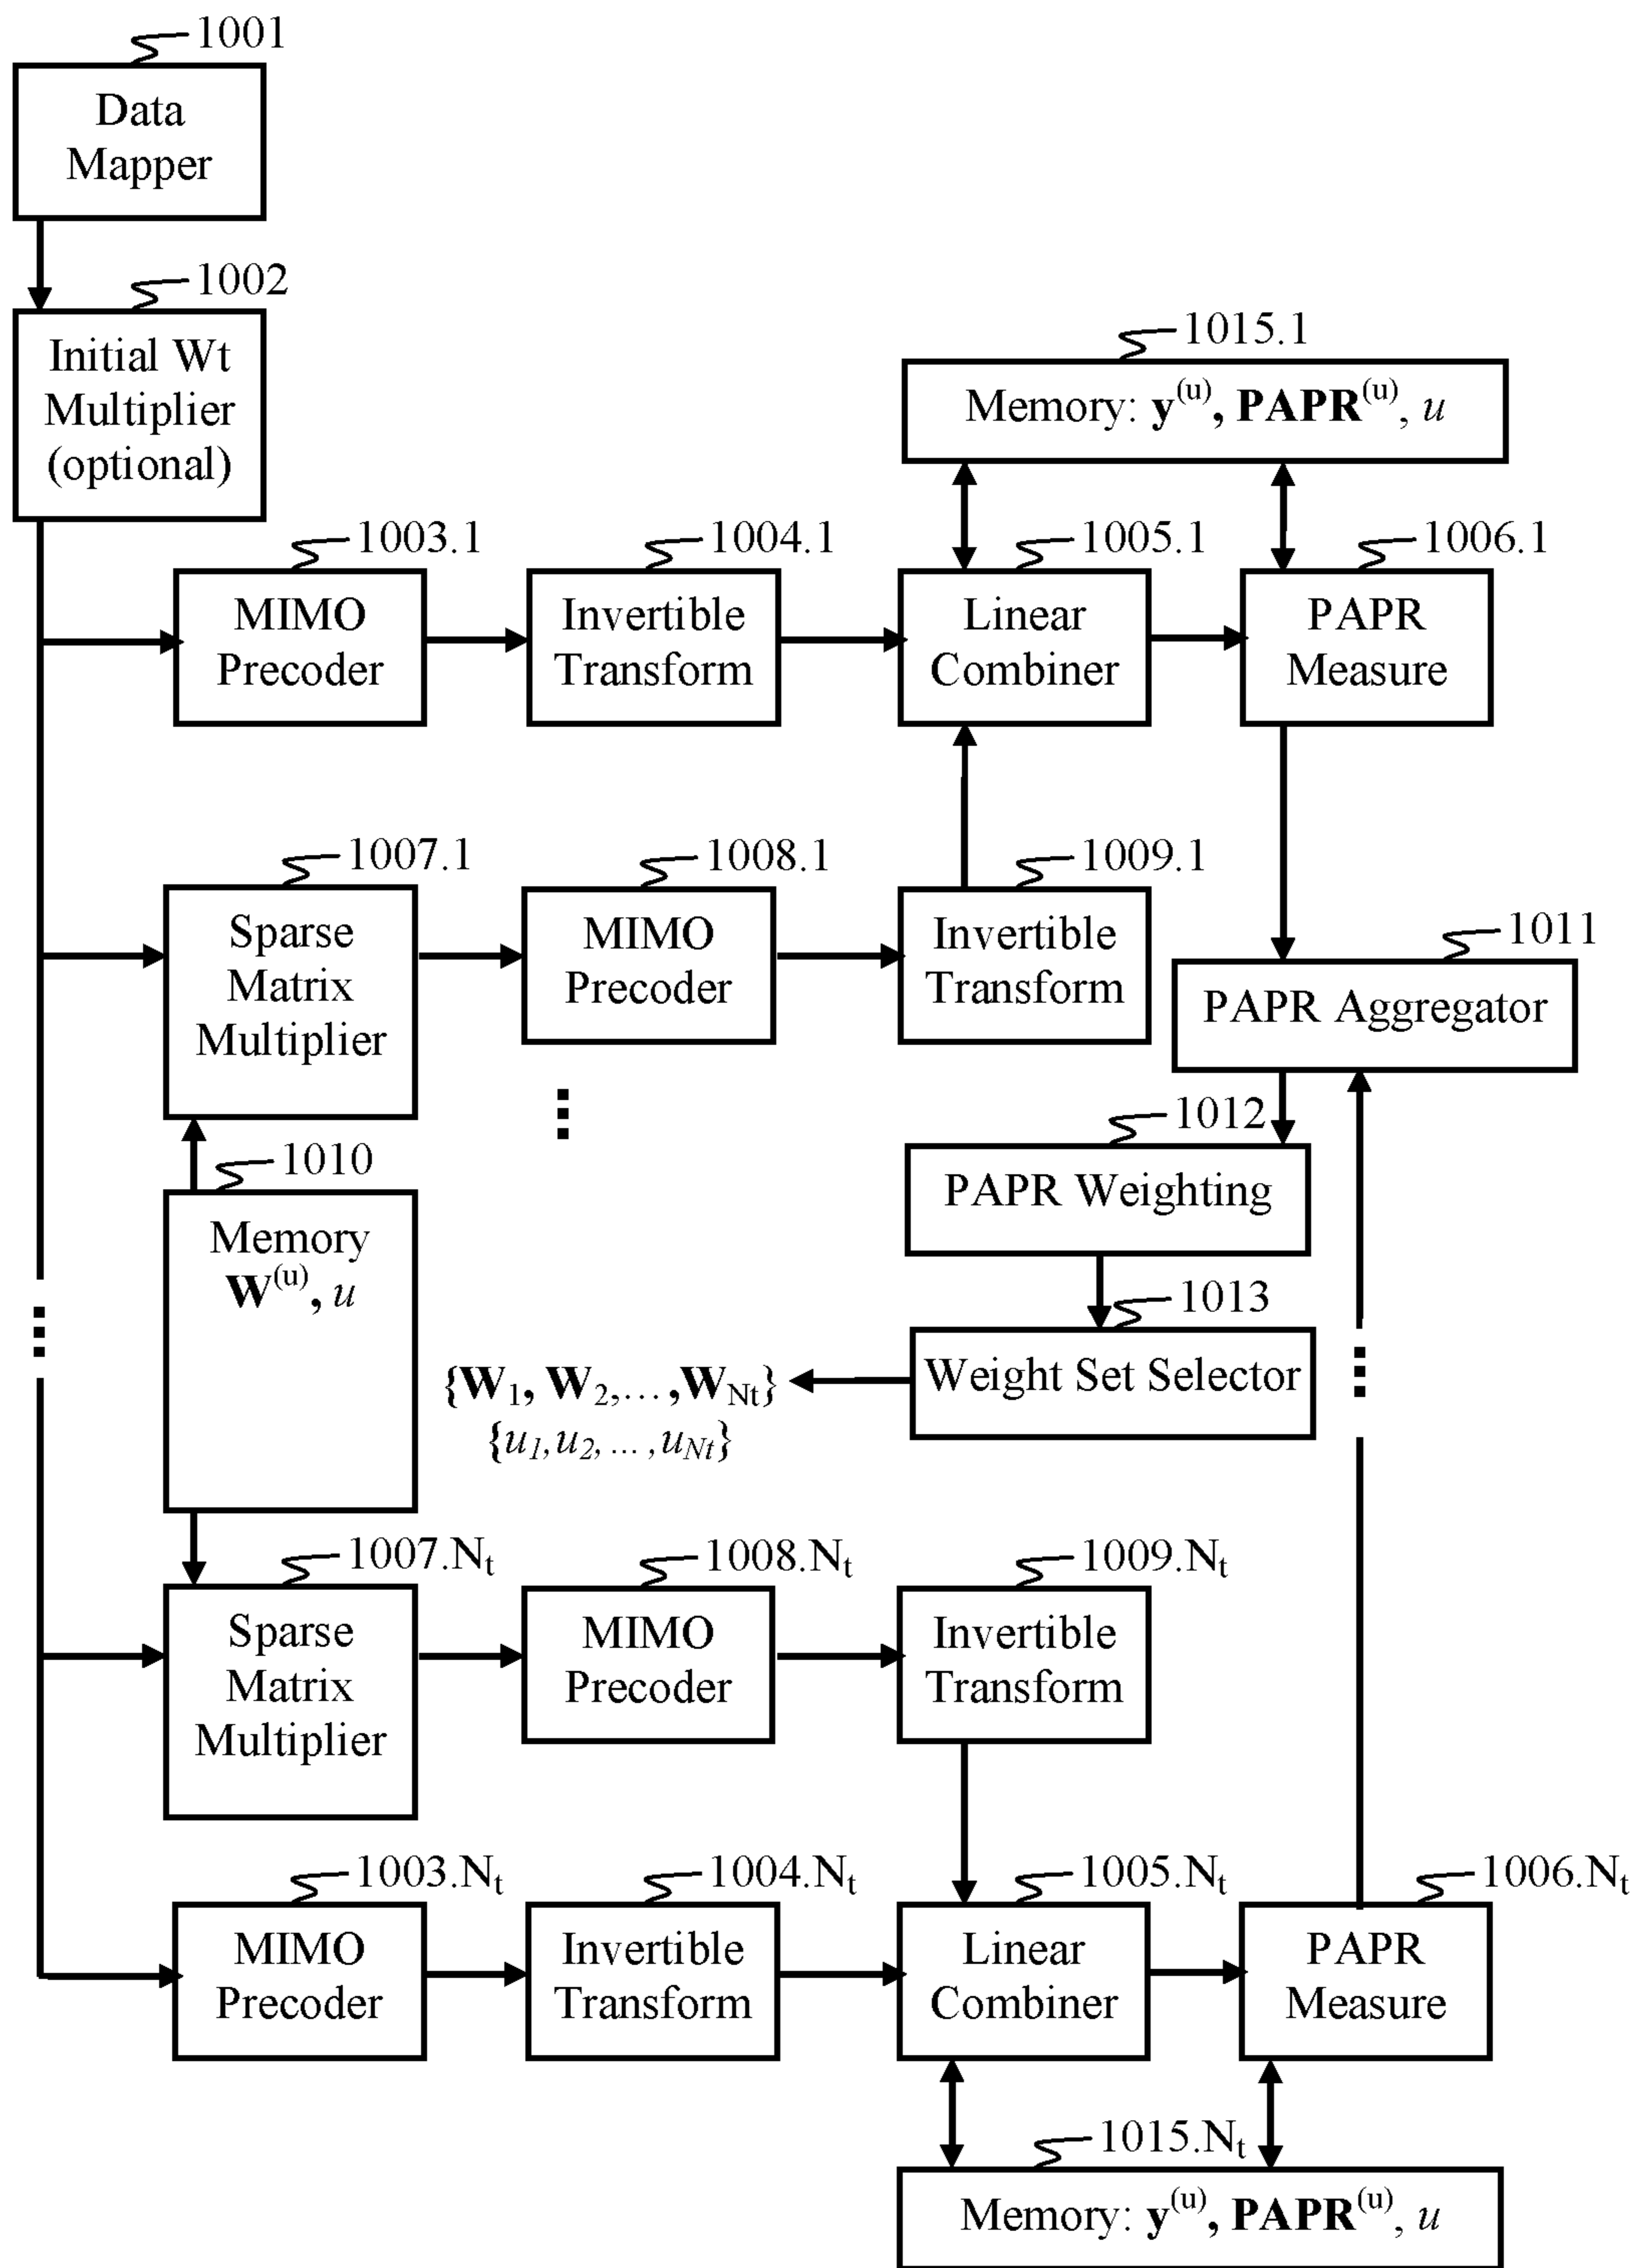 1001
Data
Mapper
1002
Initial Wt
Multiplier
(optional)
1015.1
Memory: y(u), PAPR(u), u
1003.1
MIMO
Precoder
1004.1
Invertible
Transform
1005.1
Linear
Combiner
1006.1
PAPR
Measure
1007.1
Sparse
Matrix
Multiplier
1008.1
MIMO
Precoder
1009.1
Invertible
Transform
1011
PAPR Aggregator
1010
Memory
W(u), u
1012
PAPR Weighting
1013
Weight Set Selector
{W1, W2,...,WNt}
{u1,u2, ... ,uNt}
1007.Nt
Sparse
Matrix
Multiplier
1008.Nt
MIMO
Precoder
1009.Nt
Invertible
Transform
1003.Nt
MIMO
Precoder
1004.Nt
Invertible
Transform
1005.Nt
Linear
Combiner
1006.Nt
PAPR
Measure
1015.Nt
Memory: y(u), PAPR(u), u